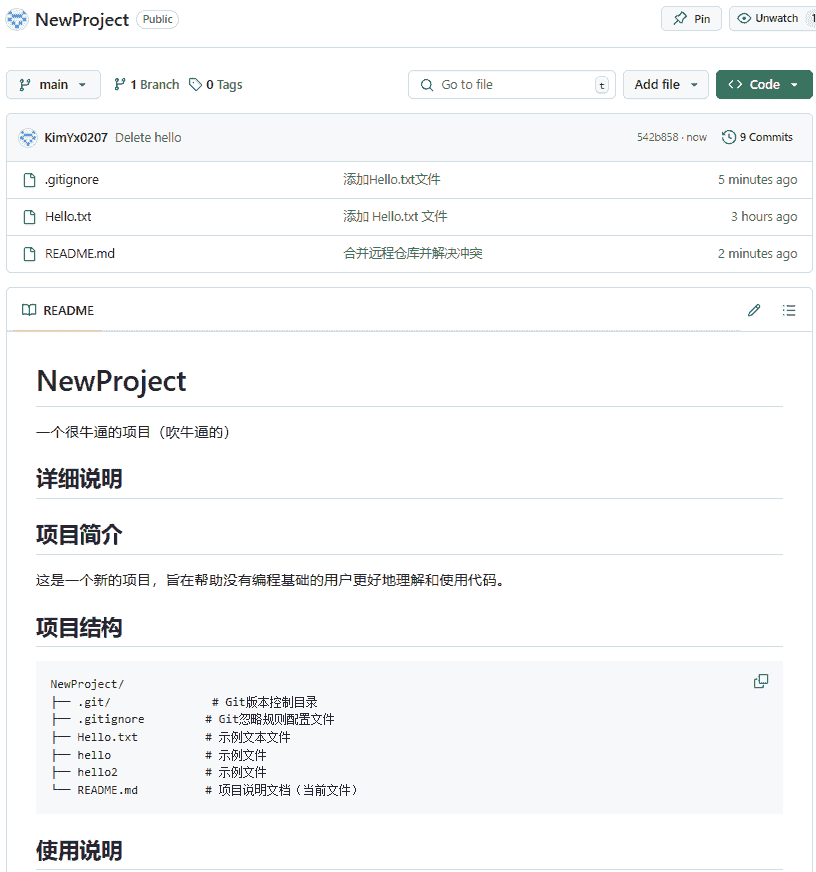 NewProject Public Pin Unwatch 1
main 1 Branch 0 Tags Go to file t Add file Code
KimYx0207 Delete hello 542b858 · now 9 Commits
.gitignore 添加Hello.txt文件 5 minutes ago
Hello.txt 添加 Hello.txt 文件 3 hours ago
README.md 合并远程仓库并解决冲突 2 minutes ago
README
NewProject
一个很牛逼的项目（吹牛逼的）
详细说明
项目简介
这是一个新的项目，旨在帮助没有编程基础的用户更好地理解和使用代码。
项目结构
NewProject/
├── .git/ # Git版本控制目录
├── .gitignore # Git忽略规则配置文件
├── Hello.txt # 示例文本文件
├── hello # 示例文件
├── hello2 # 示例文件
└── README.md # 项目说明文档（当前文件）
使用说明